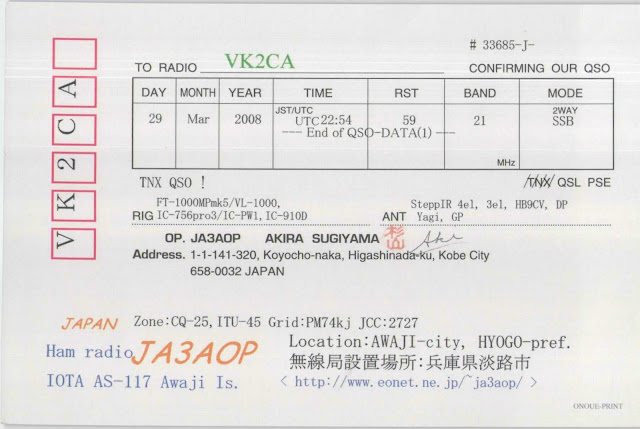 # 33685-J-
TO RADIO VK2CA CONFIRMING OUR QSO
VK2CA
DAY MONTH YEAR TIME RST BAND MODE
JST/UTC 2WAY
29 Mar 2008 UTC 22:54 59 21 SSB
--- End of QSO-DATA(1) ---
MHz
TNX QSO ! TNX QSL PSE
FT-1000MPmk5/VL-1000, SteppIR 4el, 3el, HB9CV, DP
RIG IC-756pro3/IC-PW1, IC-910D ANT Yagi, GP
OP. JA3AOP AKIRA SUGIYAMA 杉山
Address. 1-1-141-320, Koyocho-naka, Higashinada-ku, Kobe City
658-0032 JAPAN
JAPAN Zone:CQ-25, ITU-45 Grid:PM74kj JCC:2727
Ham radio JA3AOP Location:AWAJI-city, HYOGO-pref.
無線局設置場所:兵庫県淡路市
IOTA AS-117 Awaji Is. < http://www.eonet.ne.jp/~ja3aop/ >
ONOUE-PRINT